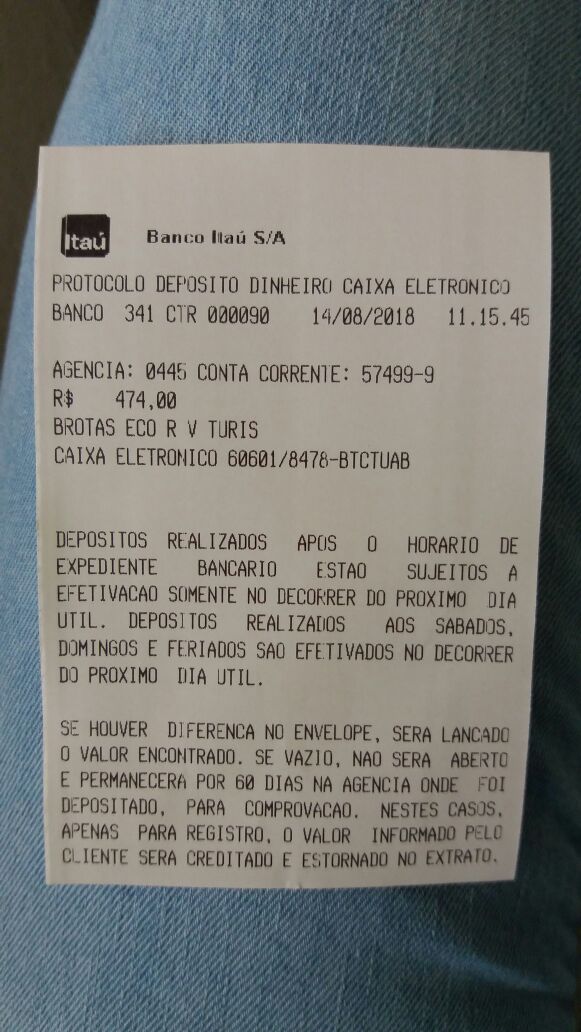 Itaú
Banco Itaú S/A
PROTOCOLO DEPOSITO DINHEIRO CAIXA ELETRONICO
BANCO 341 CTR 000090 14/08/2018 11.15.45
AGENCIA: 0445 CONTA CORRENTE: 57499-9
R$ 474,00
BROTAS ECO R V TURIS
CAIXA ELETRONICO 60601/8478-BTCTUAB
DEPOSITOS REALIZADOS APOS O HORARIO DE
EXPEDIENTE BANCARIO ESTAO SUJEITOS A
EFETIVACAO SOMENTE NO DECORRER DO PROXIMO DIA
UTIL. DEPOSITOS REALIZADOS AOS SABADOS,
DOMINGOS E FERIADOS SAO EFETIVADOS NO DECORRER
DO PROXIMO DIA UTIL.
SE HOUVER DIFERENCA NO ENVELOPE, SERA LANCADO
O VALOR ENCONTRADO. SE VAZIO, NAO SERA ABERTO
E PERMANECERA POR 60 DIAS NA AGENCIA ONDE FOI
DEPOSITADO, PARA COMPROVACAO. NESTES CASOS,
APENAS PARA REGISTRO, O VALOR INFORMADO PELO
CLIENTE SERA CREDITADO E ESTORNADO NO EXTRATO.